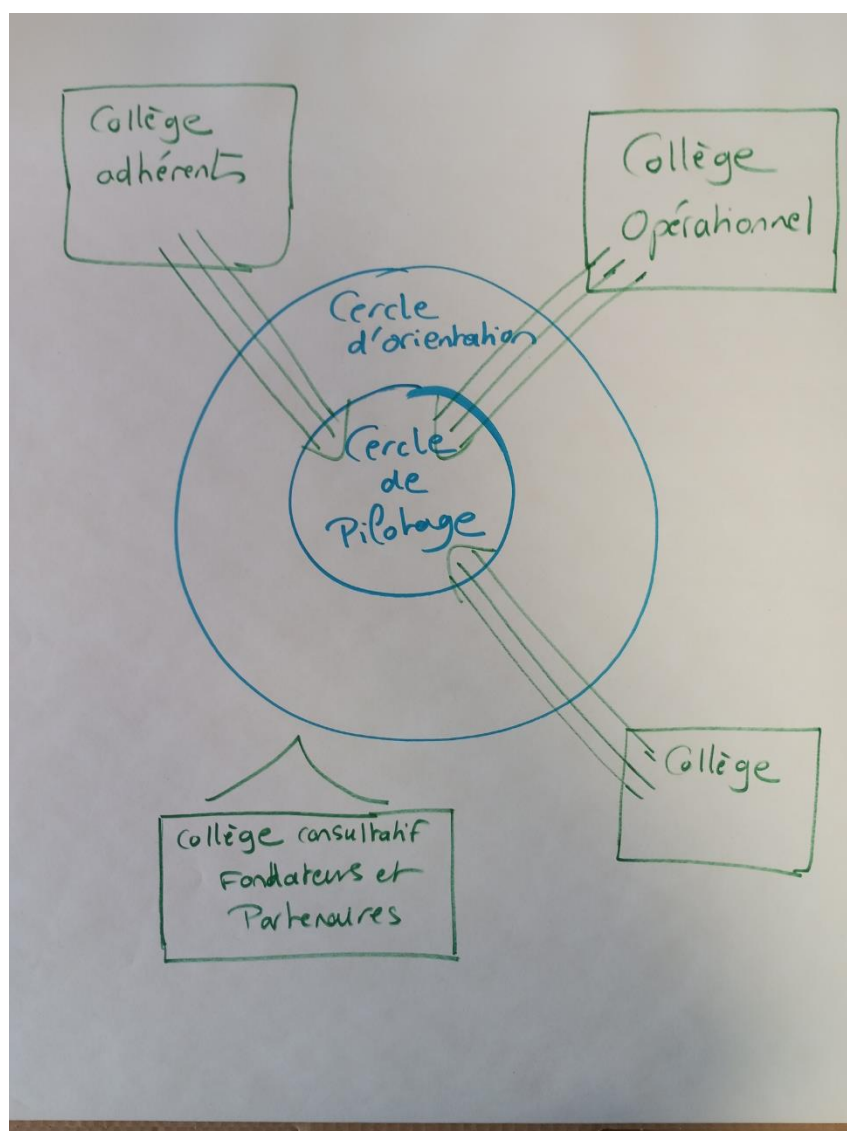 Collège
adhérents
Collège
Opérationnel
Cercle
d'orientation
Cercle
de
Pilotage
Collège
Collège consultatif
Fondateurs et
Partenaires